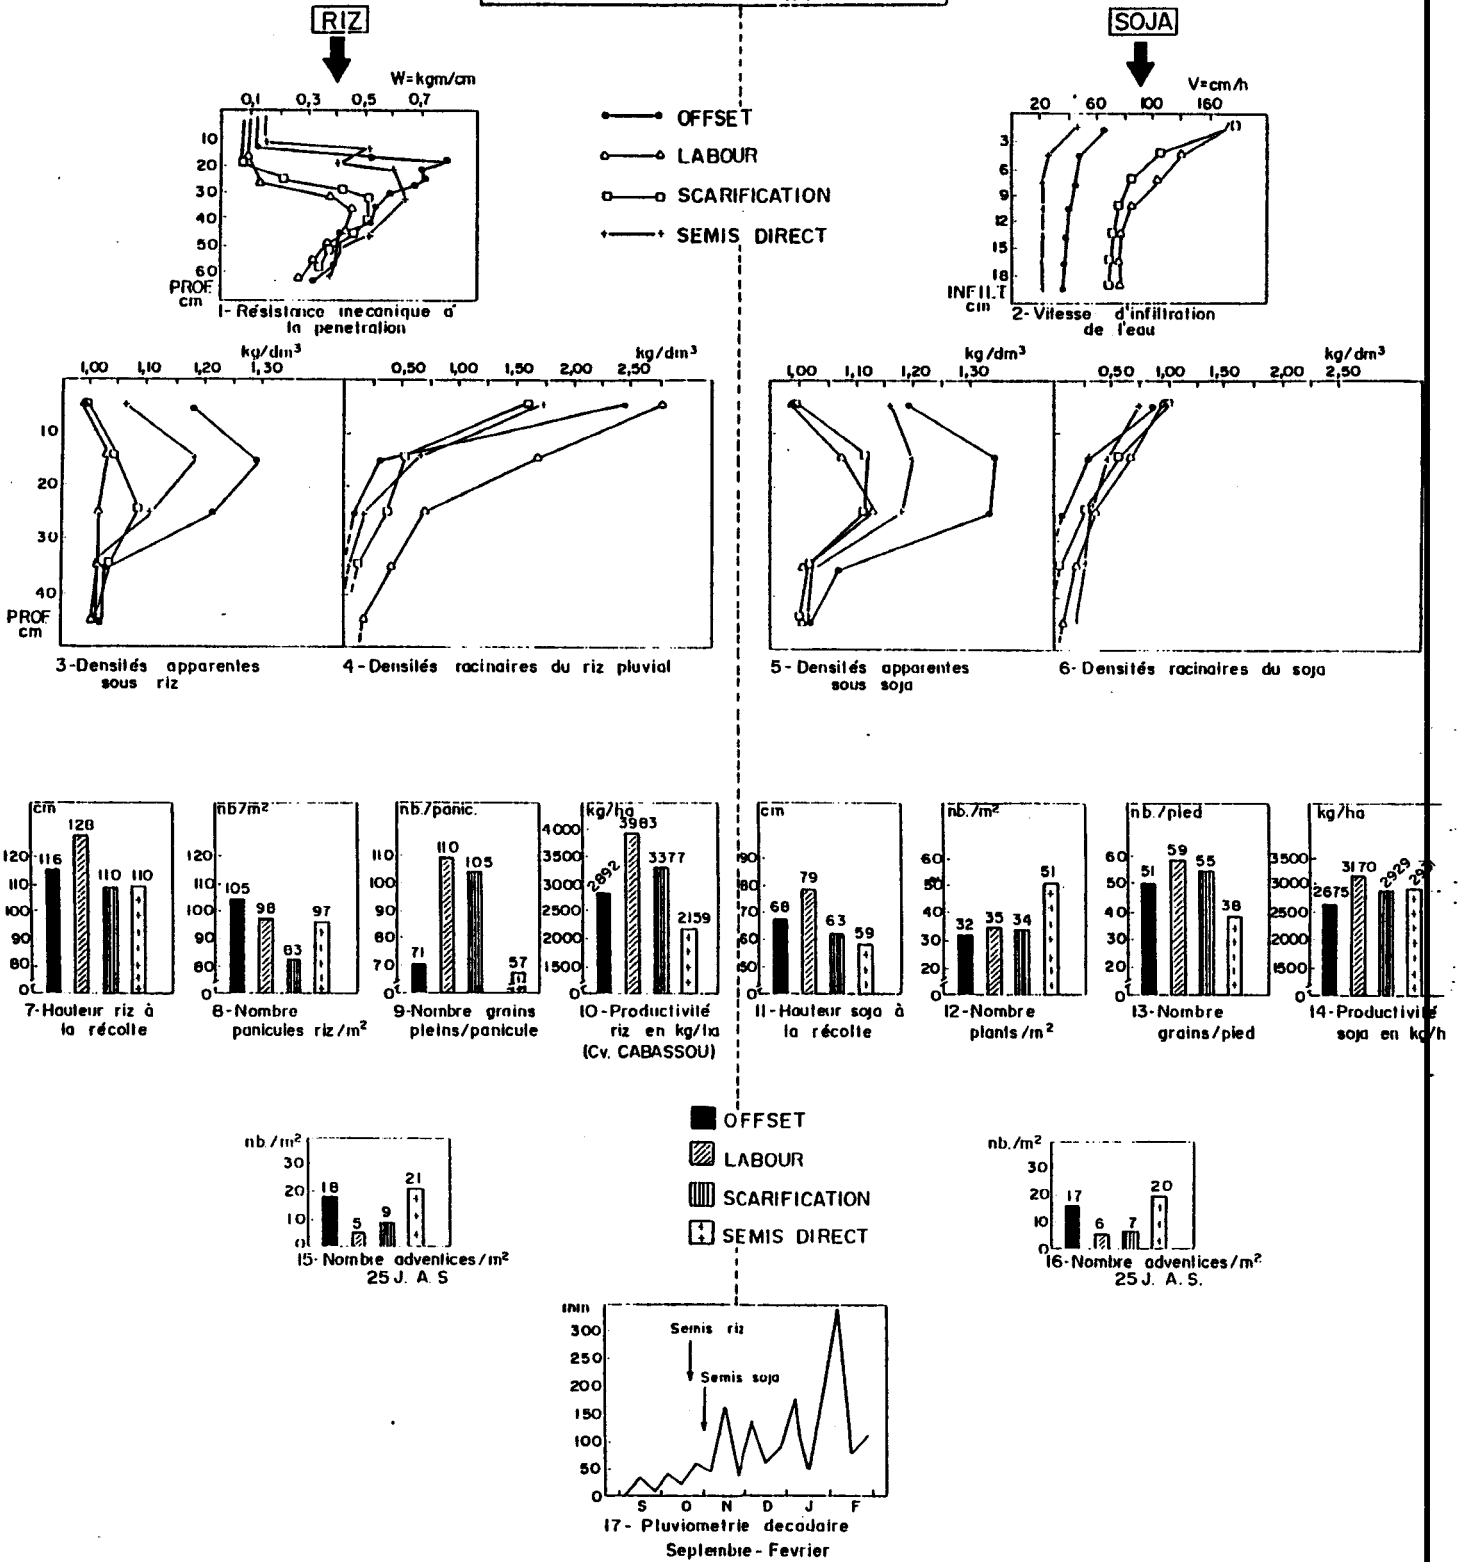 RIZ
SOJA
W=kgm/cm
0,1 0,3 0,5 0,7
10
20
30
40
50
60
PROF.
cm
1-Résistance mecanique à
la penetration
OFFSET
LABOUR
SCARIFICATION
SEMIS DIRECT
V=cm/h
20 60 100 160
3
6
9
12
15
18
INFILT
cm
2-Vitesse d'infiltration
de l'eau
kg/dm³
1,00 1,10 1,20 1,30
kg/dm³
0,50 1,00 1,50 2,00 2,50
10
20
30
40
PROF.
cm
3-Densités apparentes
sous riz
4-Densités racinaires du riz pluvial
kg/dm³
1,00 1,10 1,20 1,30
kg/dm³
0,50 1,00 1,50 2,00 2,50
5-Densités apparentes
sous soja
6-Densités racinaires du soja
cm
120
110
100
90
80
0
116 128 110 110
7-Hauteur riz à
la récolte
nb/m²
120
110
100
90
80
0
105 98 83 97
8-Nombre
panicules riz/m²
nb./panic.
110
100
90
80
70
0
71 110 105 57
9-Nombre grains
pleins/panicule
kg/ha
4000
3500
3000
2500
2000
1500
0
2892 3983 3377 2159
10-Productivité
riz en kg/ha
(Cv. CABASSOU)
cm
90
80
70
60
50
0
68 79 63 59
11-Hauteur soja à
la récolte
nb./m²
60
50
40
30
20
0
32 35 34 51
12-Nombre
plants/m²
nb./pied
60
50
40
30
20
0
51 59 55 38
13-Nombre
grains/pied
kg/ha
3500
3000
2500
2000
1500
0
2675 3170 2929
14-Productivité
soja en kg/h
OFFSET
LABOUR
SCARIFICATION
SEMIS DIRECT
nb./m²
30
20
10
0
18 5 9 21
15-Nombre adventices/m²
25 J. A. S
nb./m²
30
20
10
0
17 6 7 20
16-Nombre adventices/m²
25 J. A. S.
mm
300
250
200
150
100
50
0
Semis riz
Semis soja
S O N D J F
17- Pluviometrie decadaire
Septembre-Fevrier